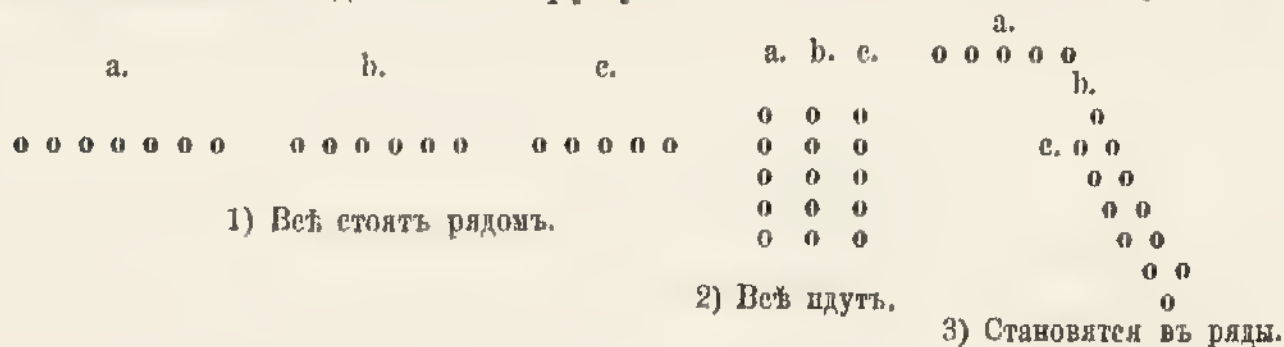 a. b. c.
o o o o o o o o o o o o o o o o o o
1) Всѣ стоятъ рядомъ.
a. b. c.
o o o
o o o
o o o
o o o
o o o
2) Всѣ идутъ.
a.
o o o o o
b.
o
c. o o
o o
o o
o o
o o
o
3) Становятся въ ряды.